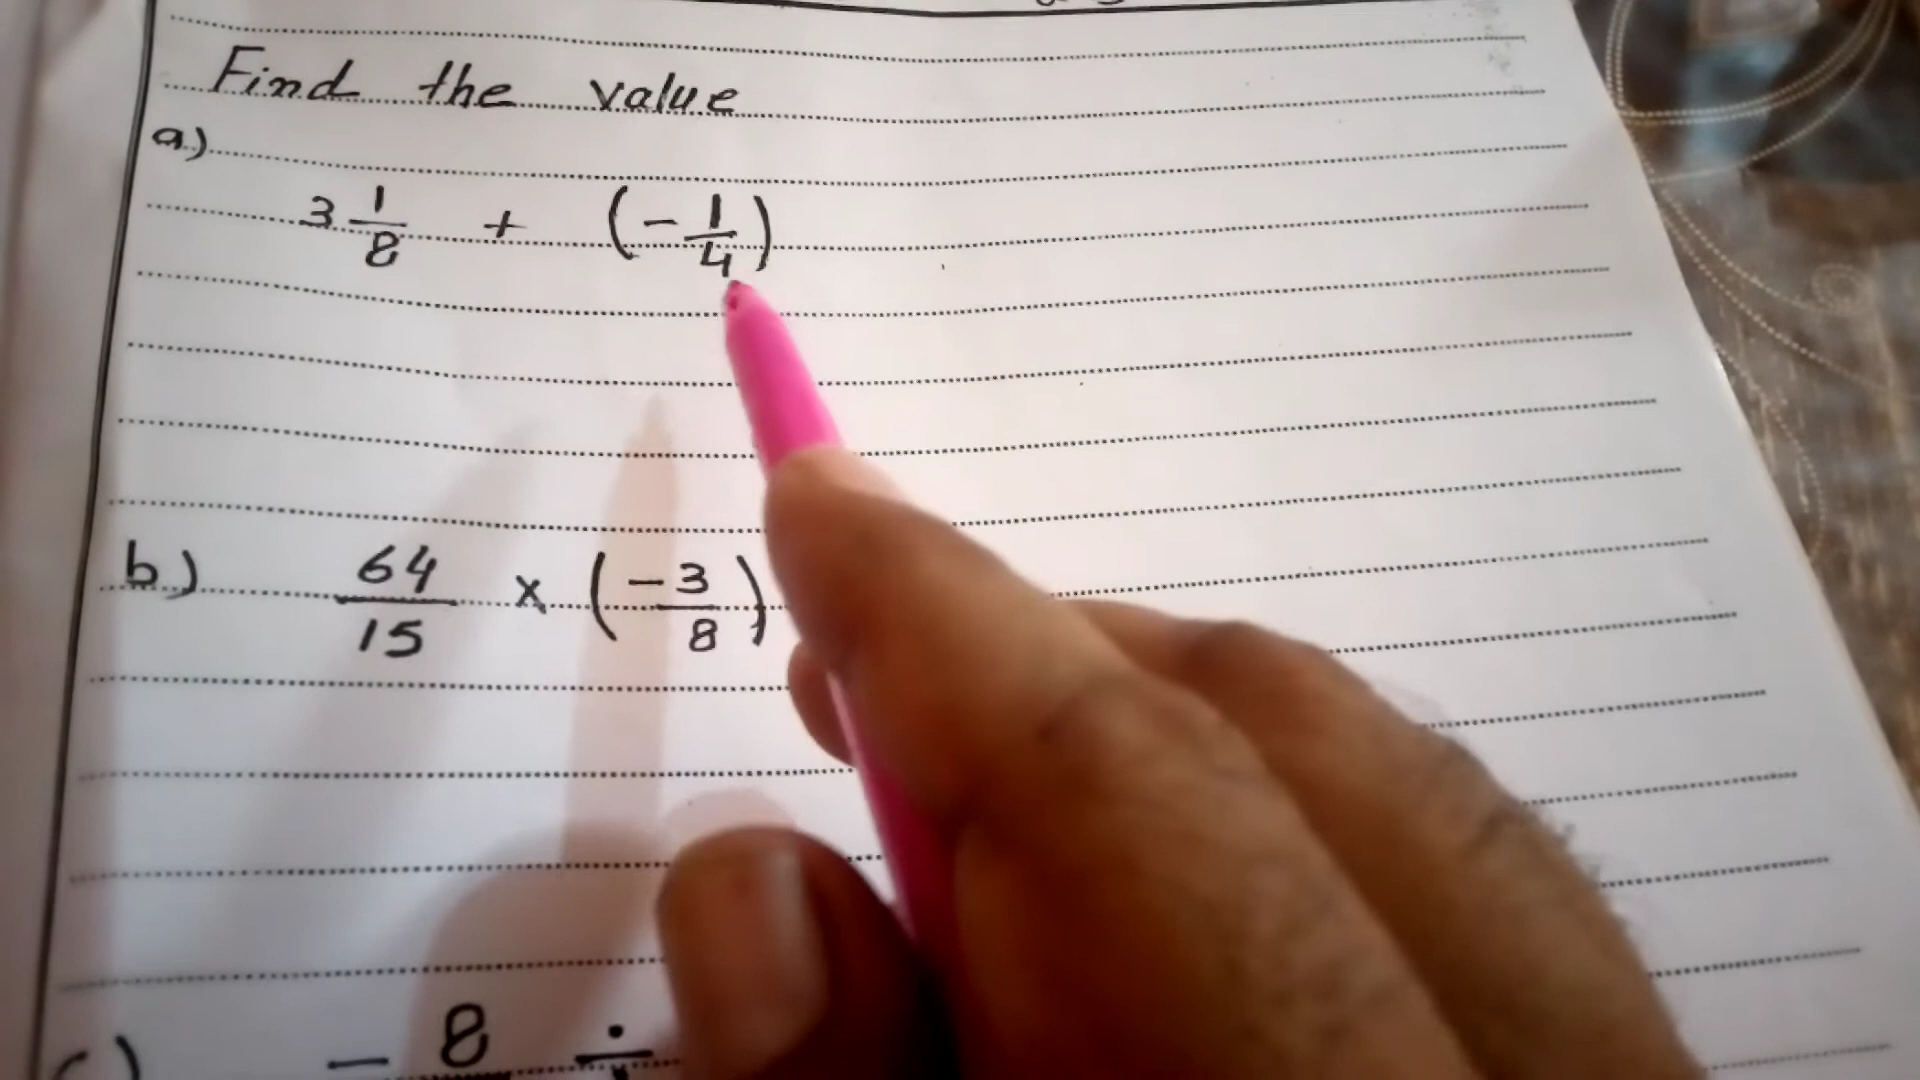 Find the value
a)
3 1/8 + (- 1/4)
b) 64/15 x (-3/8)
c) - 8 ÷